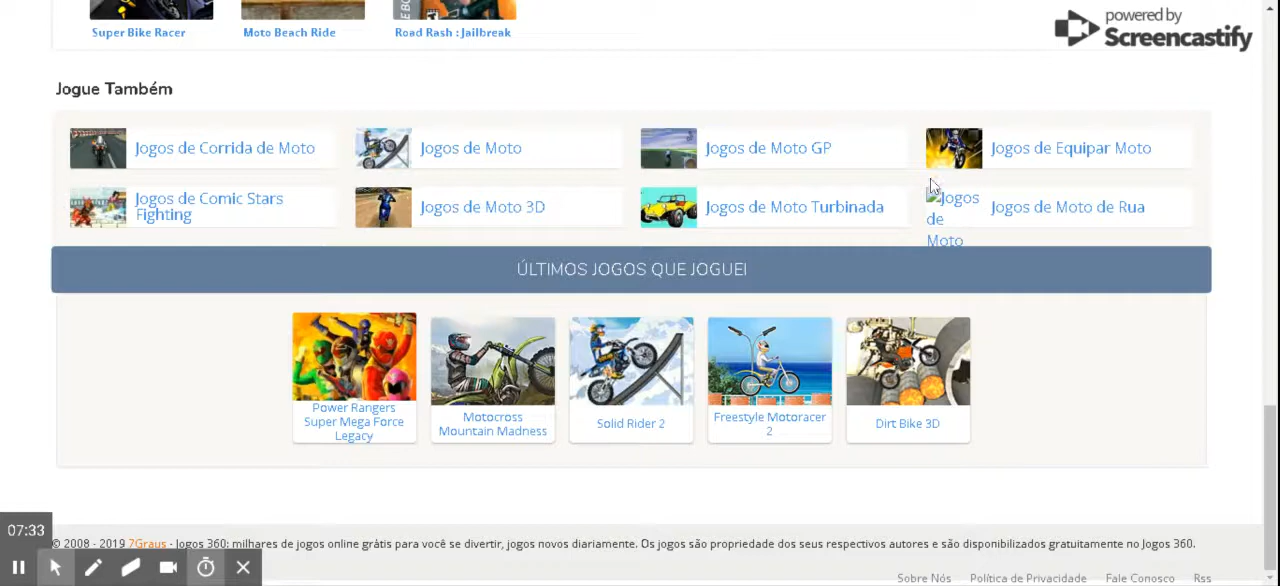 powered by
Screencastify
Super Bike Racer
Moto Beach Ride
Road Rash : Jailbreak
Jogue Também
Jogos de Corrida de Moto
Jogos de Moto
Jogos de Moto GP
Jogos de Equipar Moto
Jogos de Comic Stars
Fighting
Jogos de Moto 3D
Jogos de Moto Turbinada
Jogos
de
Moto
Jogos de Moto de Rua
ÚLTIMOS JOGOS QUE JOGUEI
Power Rangers
Super Mega Force
Legacy
Motocross
Mountain Madness
Solid Rider 2
Freestyle Motoracer
2
Dirt Bike 3D
07:33
© 2008 - 2019 7Graus - Jogos 360: milhares de jogos online grátis para você se divertir, jogos novos diariamente. Os jogos são propriedade dos seus respectivos autores e são disponibilizados gratuitamente no Jogos 360.
Sobre Nós
Política de Privacidade
Fale Conosco
Rss